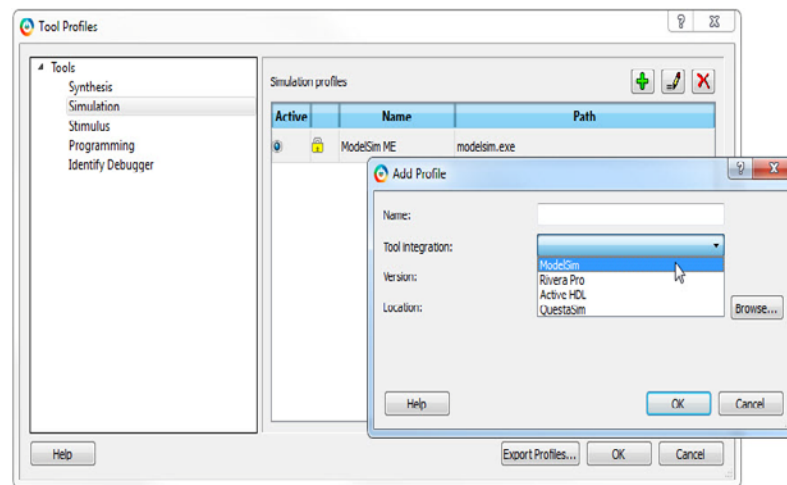 Tool Profiles
Tools
Synthesis
Simulation
Stimulus
Programming
Identify Debugger
Simulation profiles
Active Name Path
ModelSim ME modelsim.exe
Add Profile
Name:
Tool integration:
ModelSim
Rivera Pro
Version:
Active HDL
Location:
QuestaSim
Browse...
Help OK Cancel
Help Export Profiles... OK Cancel